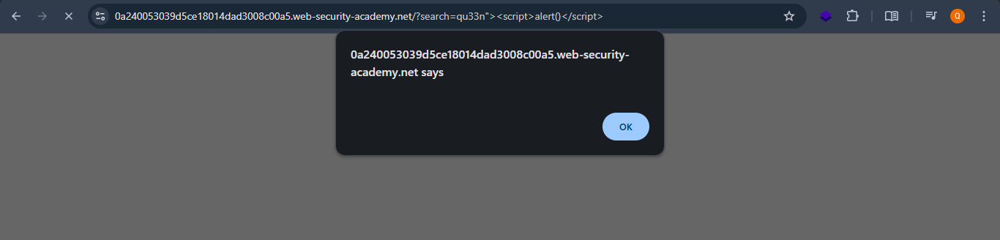 0a240053039d5ce18014dad3008c00a5.web-security-academy.net/?search=qu33n"><script>alert()</script>
Q
0a240053039d5ce18014dad3008c00a5.web-security-
academy.net says
OK